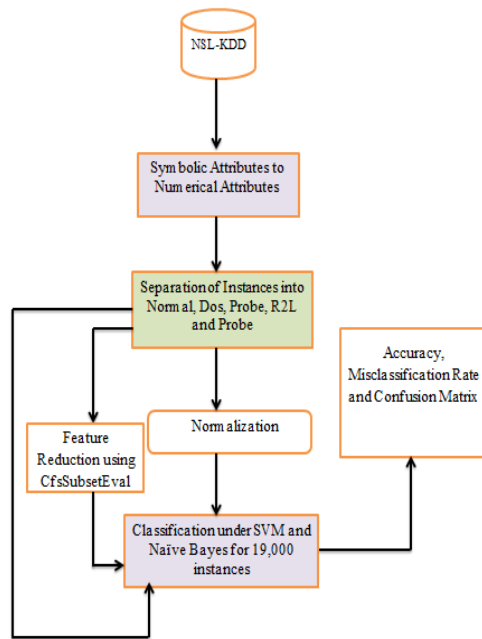 NSL-KDD
Symbolic Attributes to
Numerical Attributes
Separation of Instances into
Normal, Dos, Probe, R2L
and Probe
Accuracy,
Misclassification Rate
and Confusion Matrix
Normalization
Feature
Reduction using
CfsSubsetEval
Classification under SVM and
Naïve Bayes for 19,000
instances